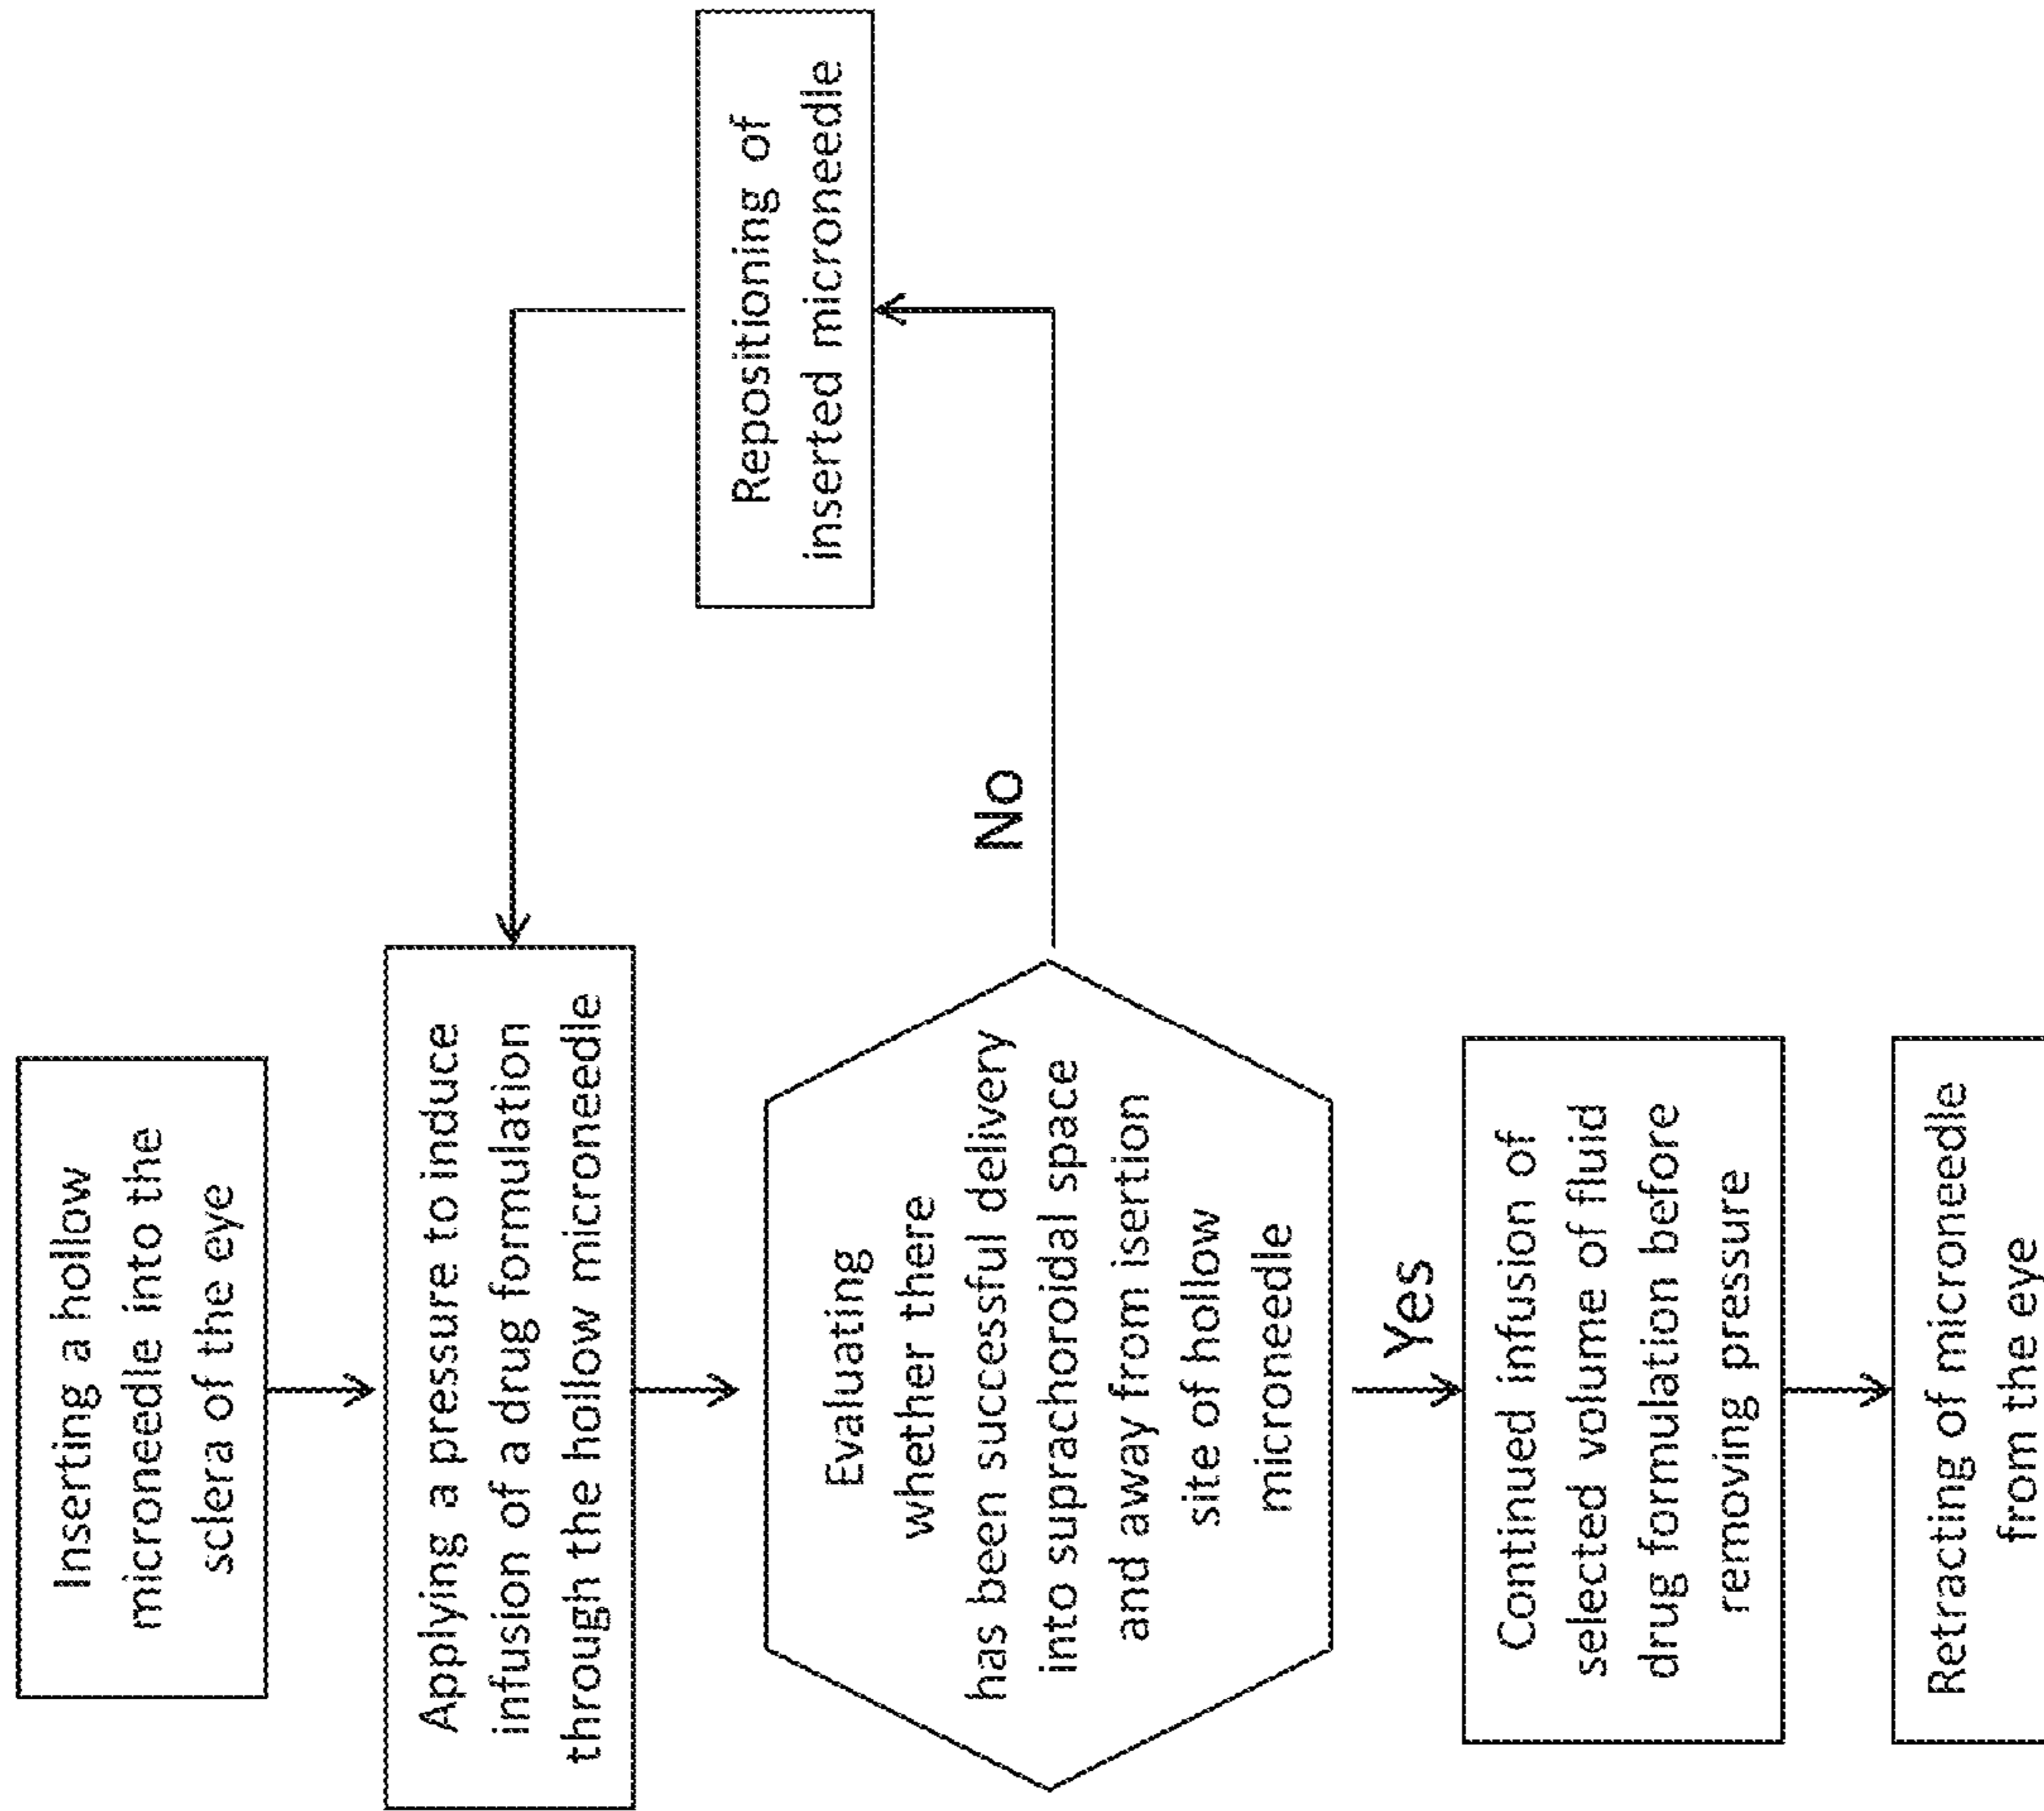 Inserting a hollow
microneedle into the
sclera of the eye
Applying a pressure to induce
infusion of a drug formulation
through the hollow microneedle
Evaluating
whether there
has been successful delivery
into suprachoroidal space
and away from isertion
site of hollow
microneedle
No
Repositioning of
inserted microneedle
Yes
Continued infusion of
selected volume of fluid
drug formulation before
removing pressure
Retracting of microneedle
from the eye